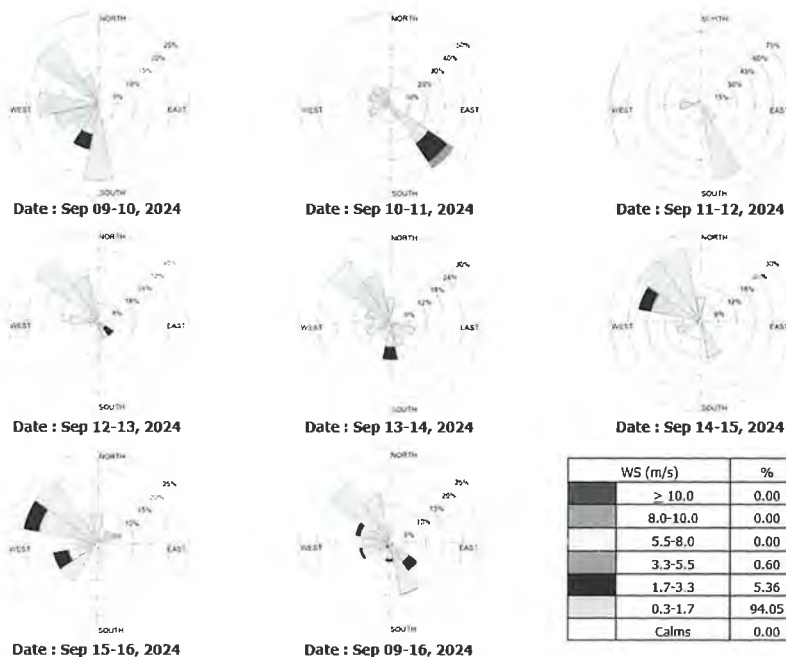 NORTH
25%
20%
15%
10%
5%
WEST
EAST
SOUTH
Date : Sep 09-10, 2024
NORTH
50%
40%
30%
20%
10%
WEST
EAST
SOUTH
Date : Sep 10-11, 2024
NORTH
75%
60%
45%
30%
15%
WEST
EAST
SOUTH
Date : Sep 11-12, 2024
NORTH
WEST
EAST
SOUTH
Date : Sep 12-13, 2024
NORTH
30%
24%
18%
12%
6%
WEST
EAST
SOUTH
Date : Sep 13-14, 2024
NORTH
30%
18%
12%
6%
WEST
EAST
SOUTH
Date : Sep 14-15, 2024
NORTH
25%
20%
15%
10%
5%
WEST
EAST
SOUTH
Date : Sep 15-16, 2024
NORTH
25%
20%
15%
10%
5%
WEST
EAST
SOUTH
Date : Sep 09-16, 2024
WS (m/s) %
≥ 10.0 0.00
8.0-10.0 0.00
5.5-8.0 0.00
3.3-5.5 0.60
1.7-3.3 5.36
0.3-1.7 94.05
Calms 0.00